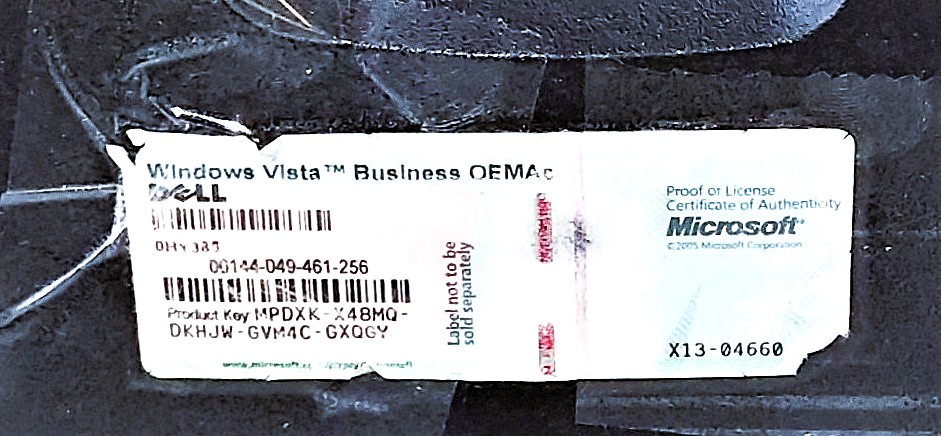 Windows Vista™ Business OEMAc
DELL
00144-049-461-256
Product Key: MPDXK-X48MQ-
DKHJW-GVM4C-GXQGY
Label not to be
sold separately
Proof of License
Certificate of Authenticity
Microsoft®
©2005 Microsoft Corporation
X13-04660